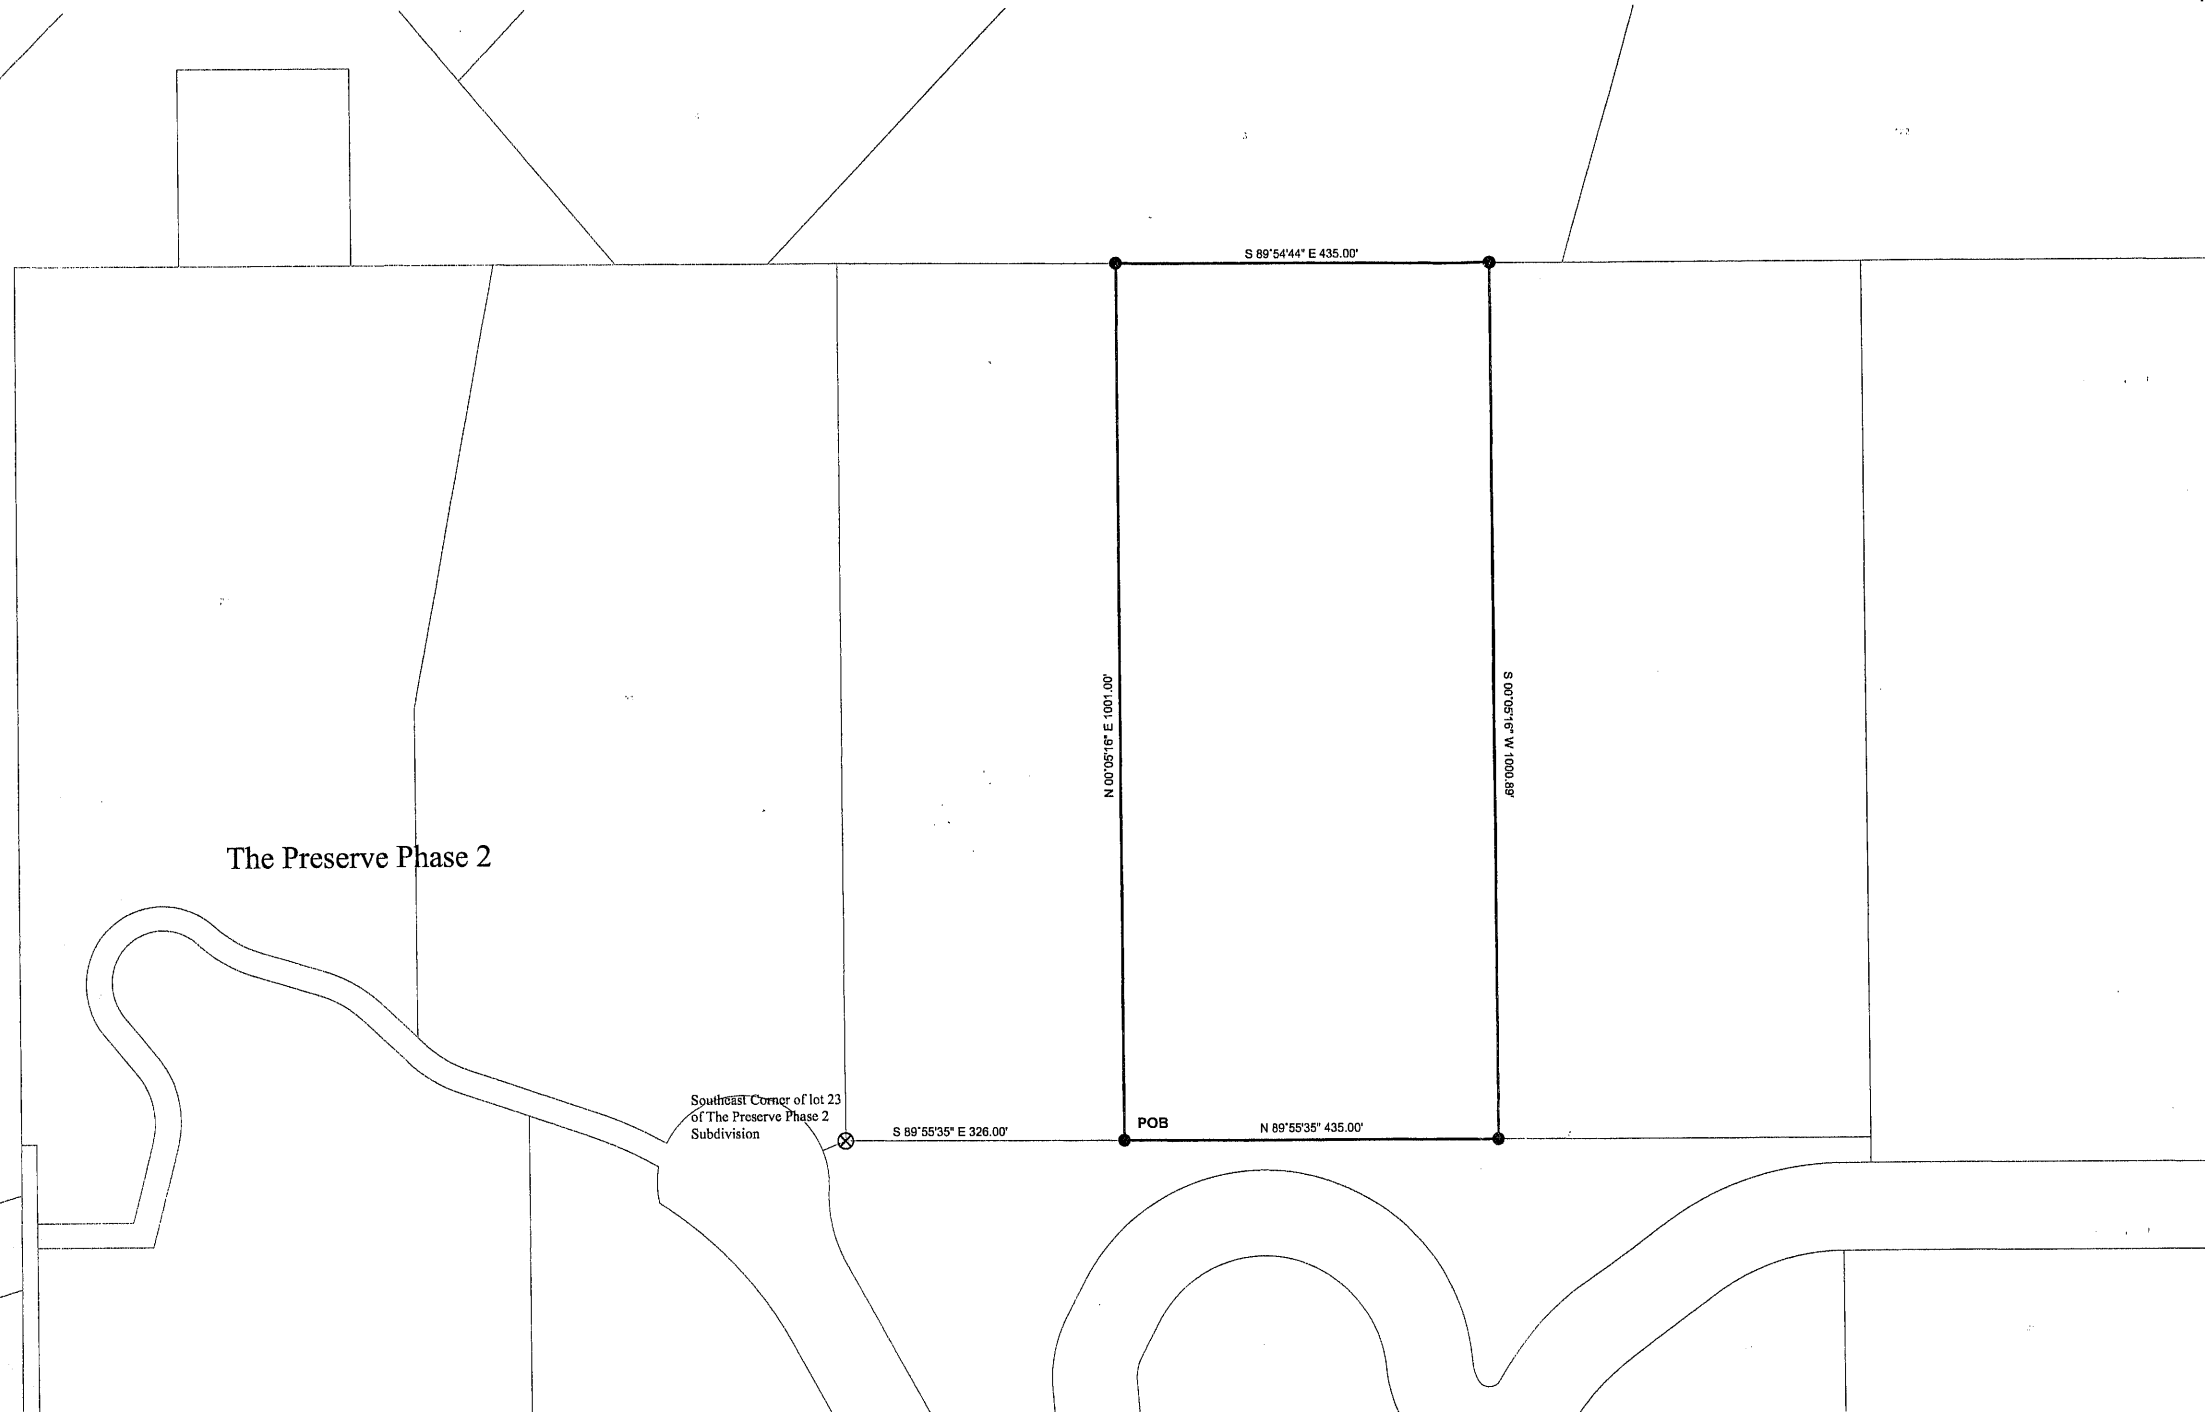 S 89°54'44" E 435.00'
N 00°05'16" E 1001.00'
S 00°05'16" W 1000.89'
The Preserve Phase 2
Southeast Corner of lot 23
of The Preserve Phase 2
Subdivision
S 89°55'35" E 326.00'
POB
N 89°55'35" 435.00'